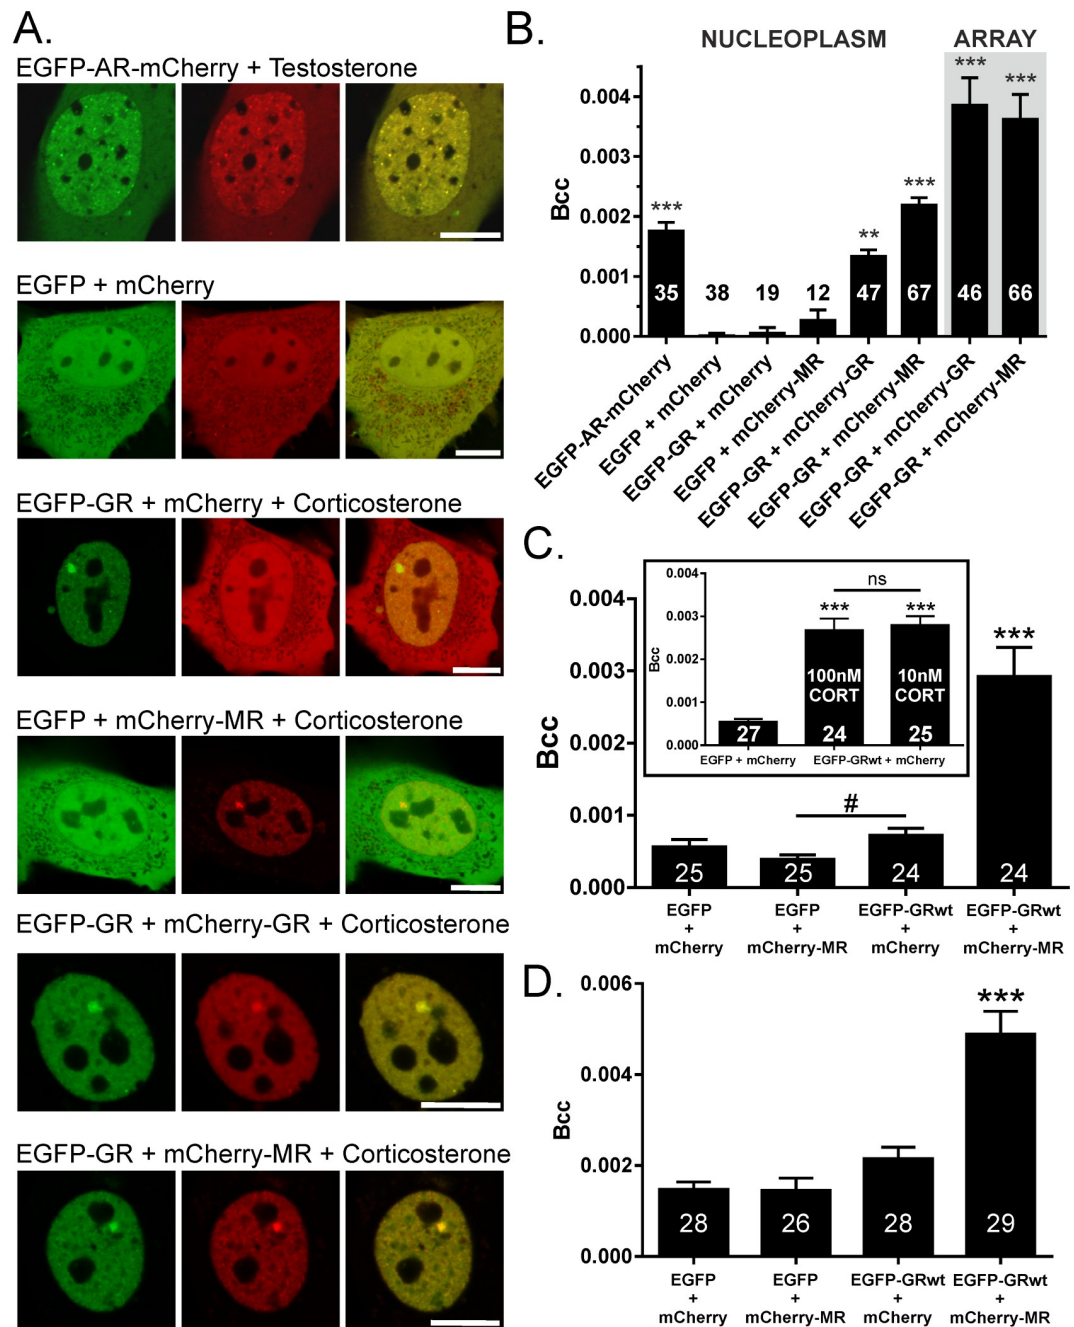 A.
EGFP-AR-mCherry + Testosterone
EGFP + mCherry
EGFP-GR + mCherry + Corticosterone
EGFP + mCherry-MR + Corticosterone
EGFP-GR + mCherry-GR + Corticosterone
EGFP-GR + mCherry-MR + Corticosterone
B.
NUCLEOPLASM ARRAY
Bcc
0.004
0.003
0.002
0.001
0.000
*** ** *** *** ***
35 38 19 12 47 67 46 66
EGFP-AR-mCherry
EGFP + mCherry
EGFP-GR + mCherry
EGFP + mCherry-MR
EGFP-GR + mCherry-GR
EGFP-GR + mCherry-MR
EGFP-GR + mCherry-GR
EGFP-GR + mCherry-MR
C.
Bcc
0.004
0.003
0.002
0.001
0.000
Bcc
0.004
0.003
0.002
0.001
0.000
ns
*** ***
100nM 10nM
CORT CORT
27 24 25
EGFP + mCherry EGFP-GRwt + mCherry
***
#
25 25 24 24
EGFP EGFP EGFP-GRwt EGFP-GRwt
+ + + +
mCherry mCherry-MR mCherry mCherry-MR
D.
Bcc
0.006
0.004
0.002
0.000
***
28 26 28 29
EGFP EGFP EGFP-GRwt EGFP-GRwt
+ + + +
mCherry mCherry-MR mCherry mCherry-MR